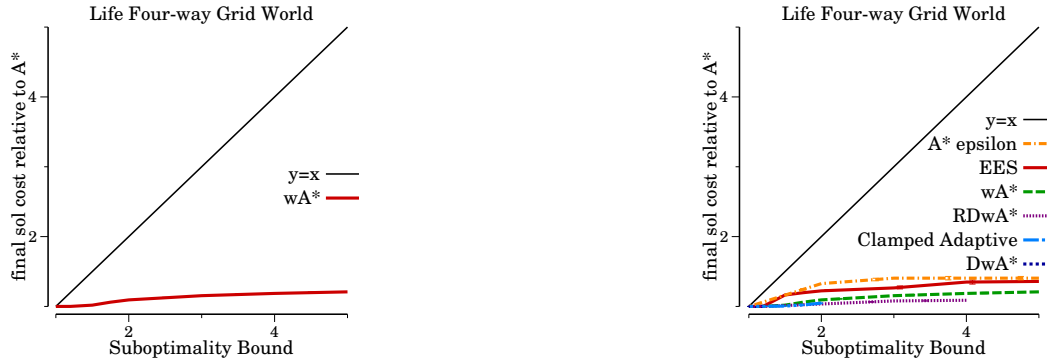 Life Four-way Grid World
final sol cost relative to A*
4
2
y=x
wA*
2
4
Suboptimality Bound
Life Four-way Grid World
final sol cost relative to A*
4
2
y=x
A* epsilon
EES
wA*
RDwA*
Clamped Adaptive
DwA*
2
4
Suboptimality Bound